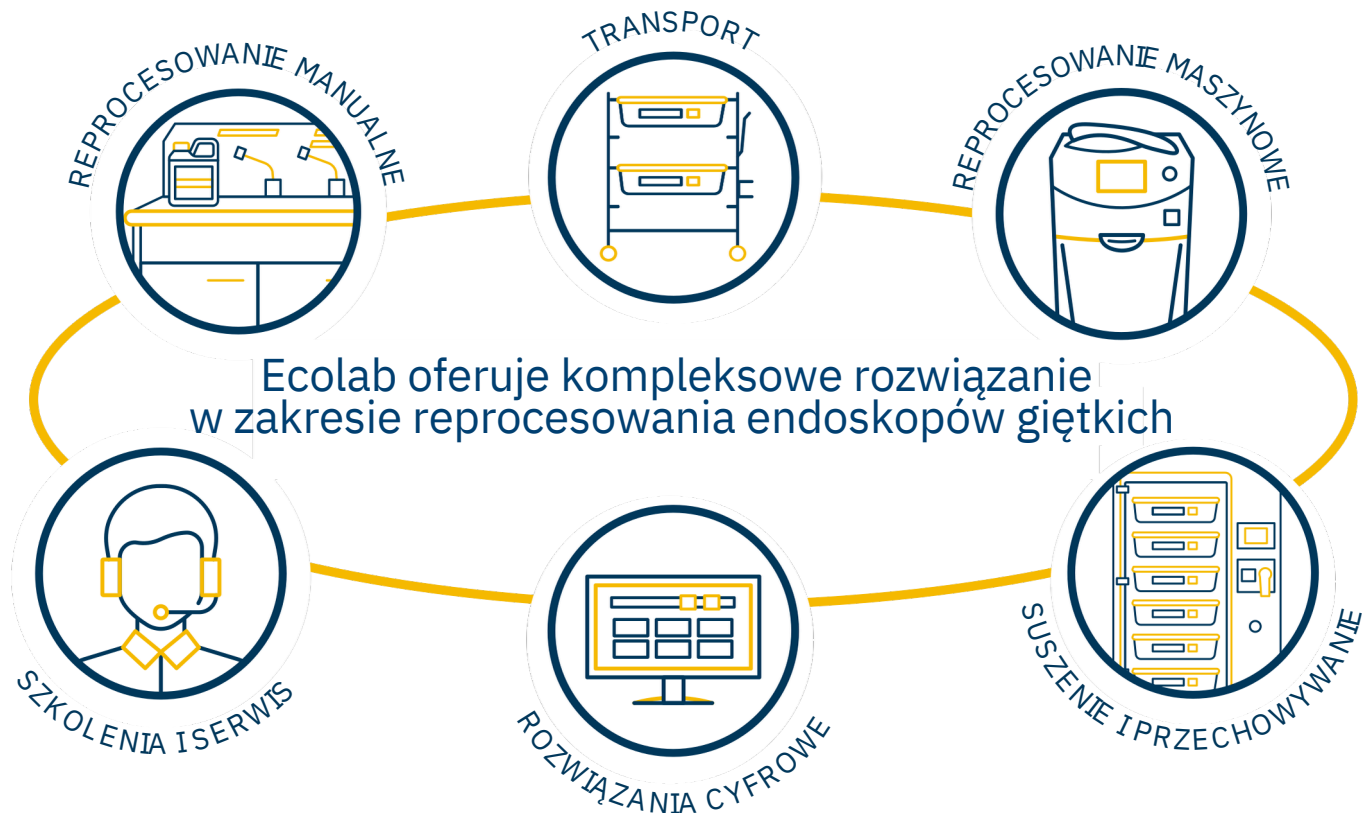 REPROCESOWANIE MANUALNE
TRANSPORT
REPROCESOWANIE MASZYNOWE
Ecolab oferuje kompleksowe rozwiązanie
w zakresie reprocesowania endoskopów giętkich
SZKOLENIA I SERWIS
ROZWIĄZANIA CYFROWE
SUSZENIE I PRZECHOWYWANIE